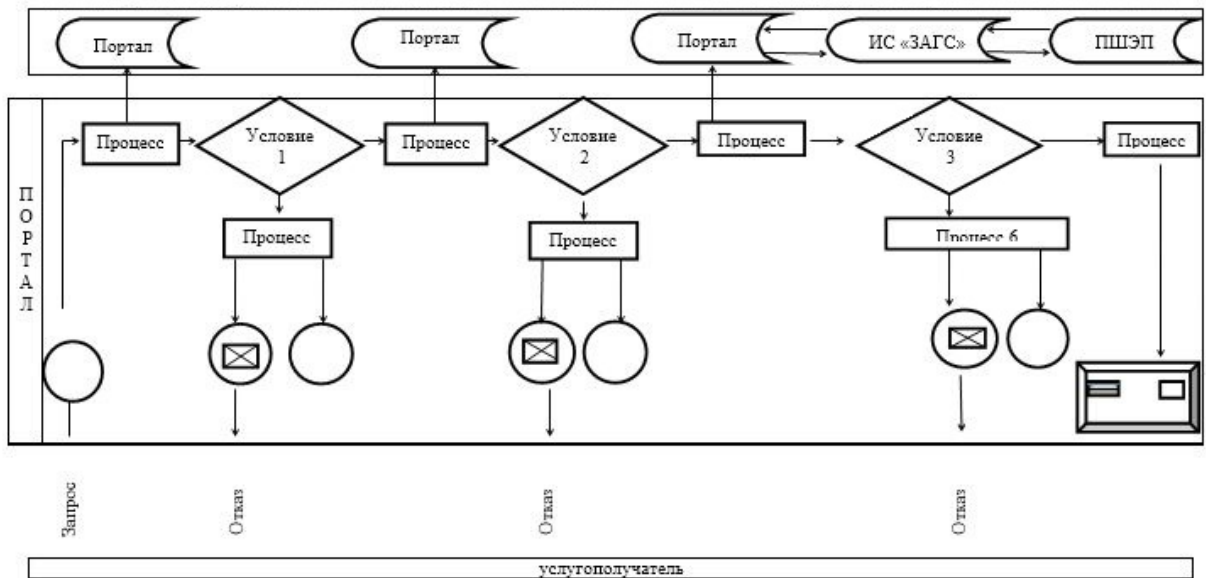 Портал
Портал
Портал
ИС «ЗАГС»
ПШЭП
ПОРТАЛ
Процесс
Условие
1
Процесс
Условие
2
Процесс
Условие
3
Процесс
Процесс
Процесс
Процесс 6
Запрос
Отказ
Отказ
Отказ
услугополучатель